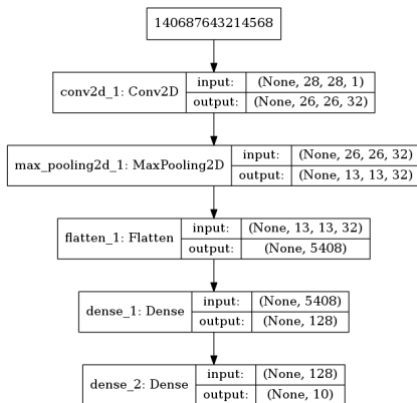 140687643214568
conv2d_1: Conv2D
input: (None, 28, 28, 1)
output: (None, 26, 26, 32)
max_pooling2d_1: MaxPooling2D
input: (None, 26, 26, 32)
output: (None, 13, 13, 32)
flatten_1: Flatten
input: (None, 13, 13, 32)
output: (None, 5408)
dense_1: Dense
input: (None, 5408)
output: (None, 128)
dense_2: Dense
input: (None, 128)
output: (None, 10)